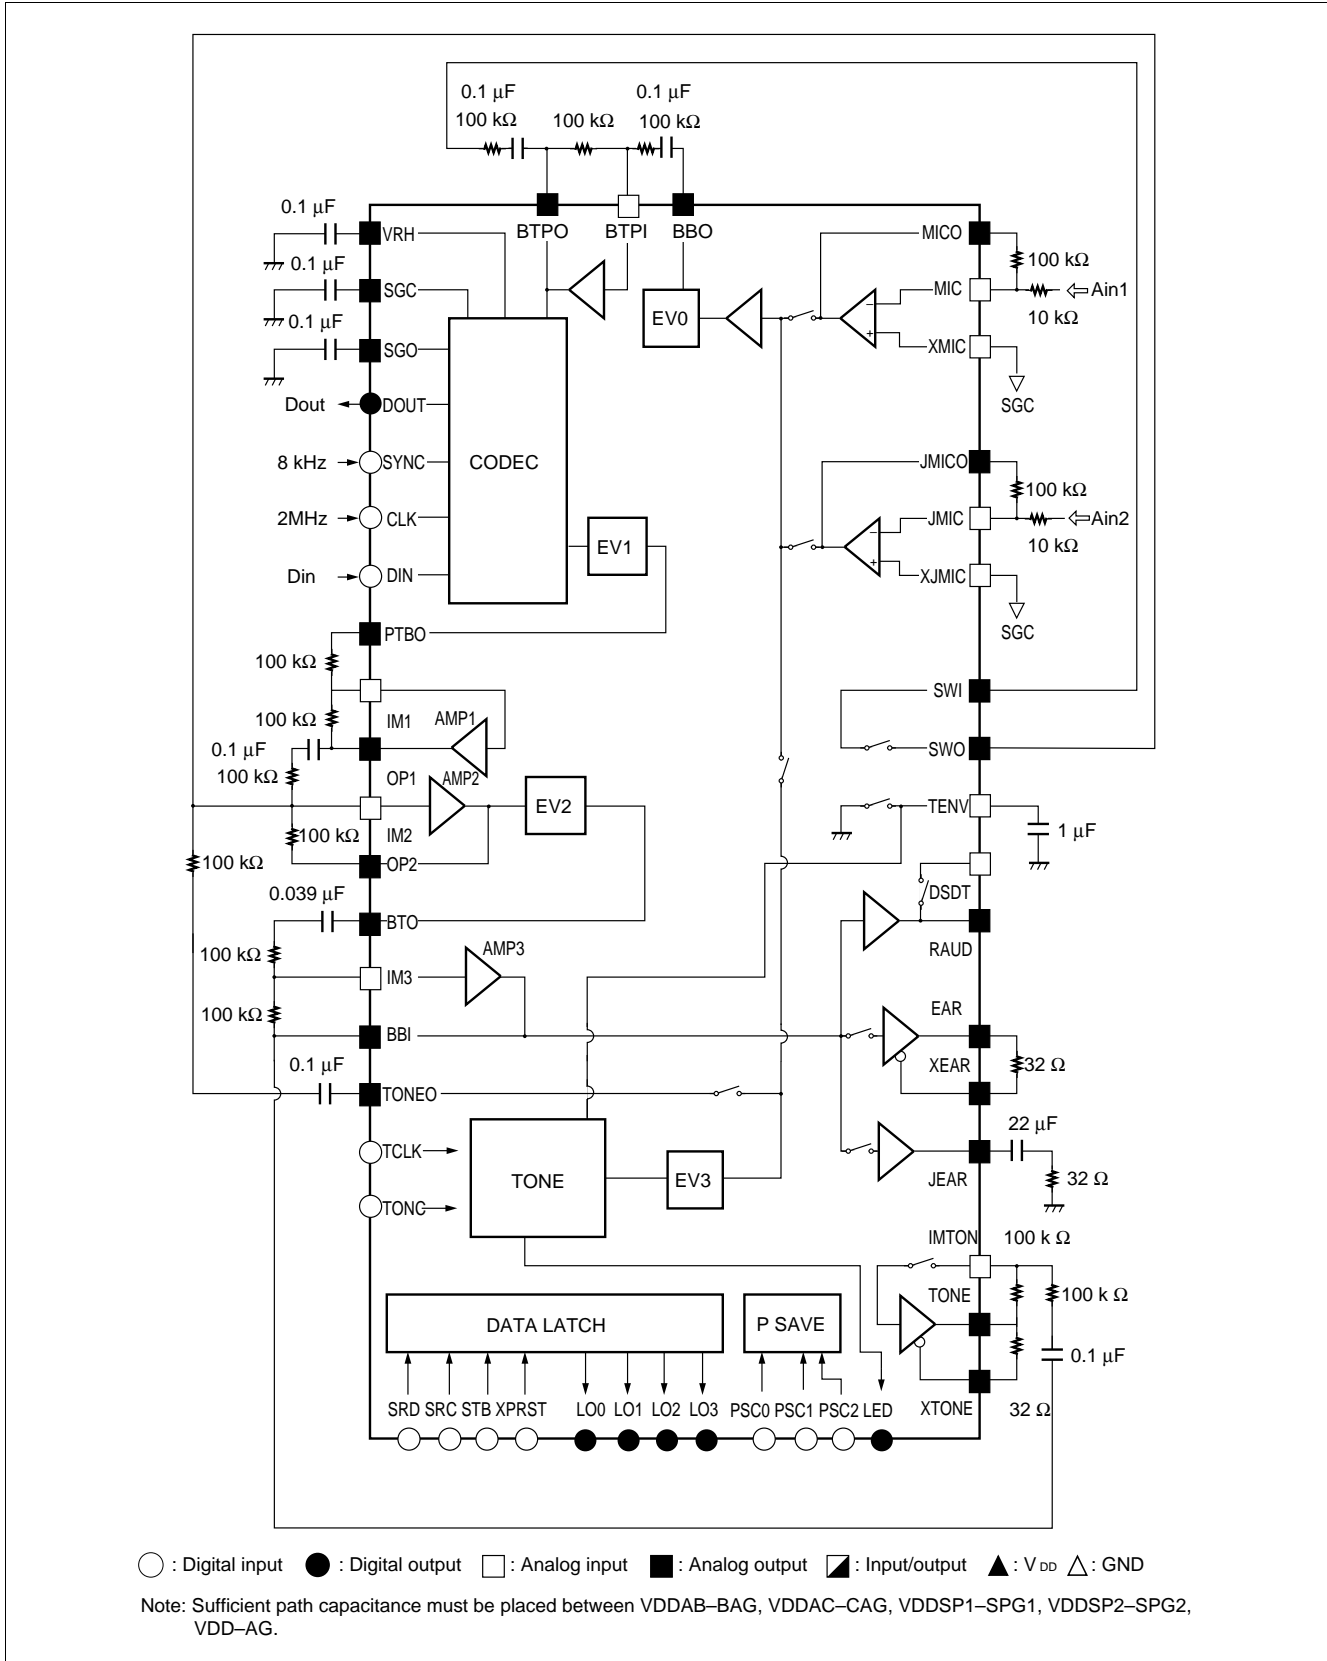 0.1 µF
0.1 µF
100 kΩ
100 kΩ
100 kΩ
0.1 µF
VRH
BTPO
BTPI
BBO
MICO
100 kΩ
0.1 µF
SGC
EV0
MIC
Ain1
10 kΩ
0.1 µF
SGO
XMIC
–
+
SGC
Dout
DOUT
8 kHz
SYNC
CODEC
JMICO
100 kΩ
2MHz
CLK
JMIC
Ain2
10 kΩ
EV1
–
+
Din
DIN
XJMIC
SGC
PTBO
100 kΩ
SWI
100 kΩ
IM1
AMP1
0.1 µF
SWO
100 kΩ
OP1
AMP2
EV2
TENV
1 µF
100 kΩ
IM2
100 kΩ
OP2
DSDT
0.039 µF
BTO
RAUD
100 kΩ
IM3
AMP3
100 kΩ
BBI
EAR
XEAR
32 Ω
0.1 µF
TONEO
22 µF
TCLK
TONE
EV3
JEAR
32 Ω
TONC
IMTON
100 k Ω
TONE
100 k Ω
DATA LATCH
P SAVE
0.1 µF
SRD SRC STB XPRST LO0 LO1 LO2 LO3 PSC0 PSC1 PSC2 LED
XTONE
32 Ω
: Digital input : Digital output : Analog input : Analog output : Input/output : VDD : GND
Note: Sufficient path capacitance must be placed between VDDAB–BAG, VDDAC–CAG, VDDSP1–SPG1, VDDSP2–SPG2,
VDD–AG.